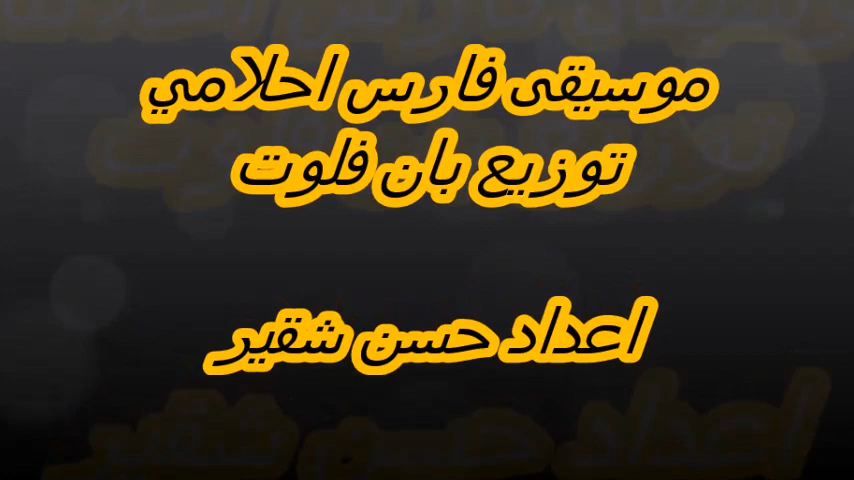 موسيقى فارس احلامي
توزيع بان فلوت
اعداد حسن شقير